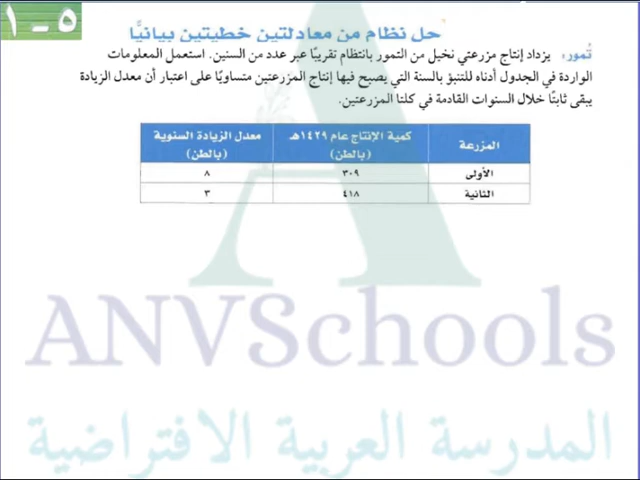 ٥ - ١
حل نظام من معادلتين خطيتين بيانيًّا
تُمور: يزداد إنتاج مزرعتي نخيل من التمور بانتظام تقريبًا عبر عدد من السنين. استعمل المعلومات
الواردة في الجدول أدناه للتنبؤ بالسنة التي يصبح فيها إنتاج المزرعتين متساويًا على اعتبار أن معدل الزيادة
يبقى ثابتًا خلال السنوات القادمة في كلتا المزرعتين.
المزرعة كمية الإنتاج عام ١٤٢٩هـ (بالطن) معدل الزيادة السنوية (بالطن)
الأولى ٣٠٩ ٨
الثانية ٤١٨ ٣
ANVSchools
المدرسة العربية الافتراضية